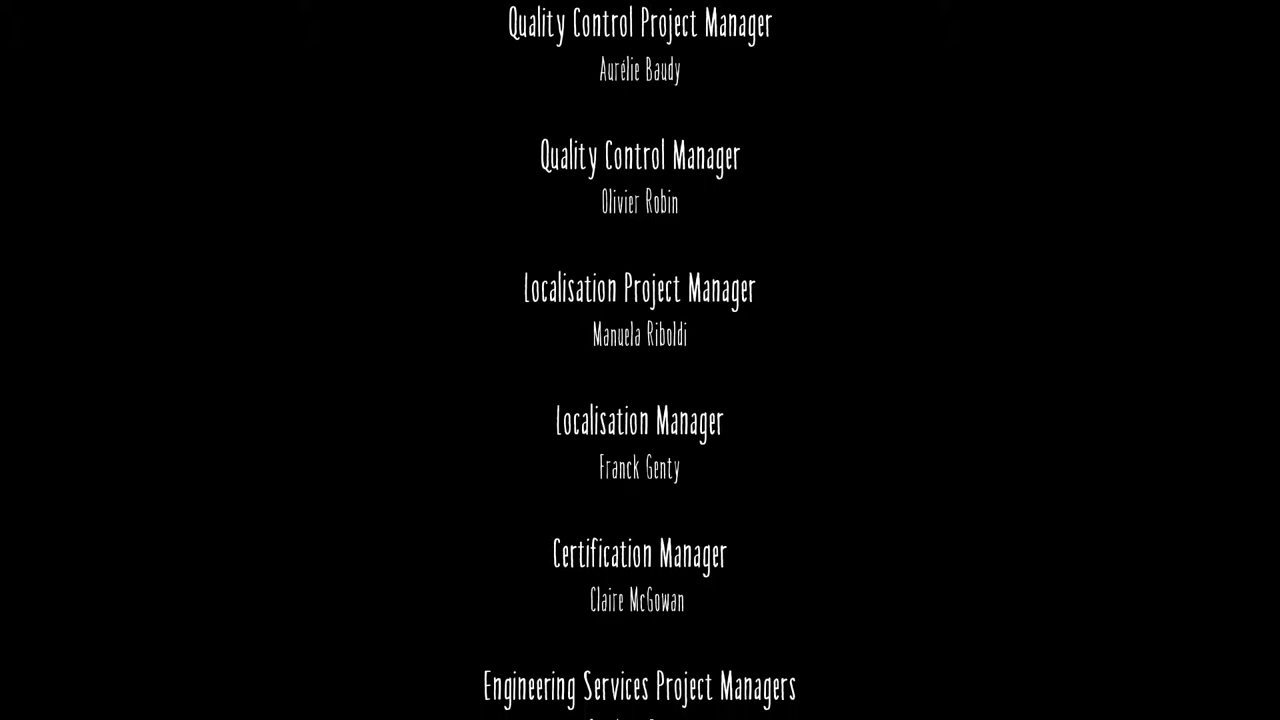 Quality Control Project Manager
Aurélie Baudy
Quality Control Manager
Olivier Robin
Localisation Project Manager
Manuela Riboldi
Localisation Manager
Franck Genty
Certification Manager
Claire McGowan
Engineering Services Project Managers